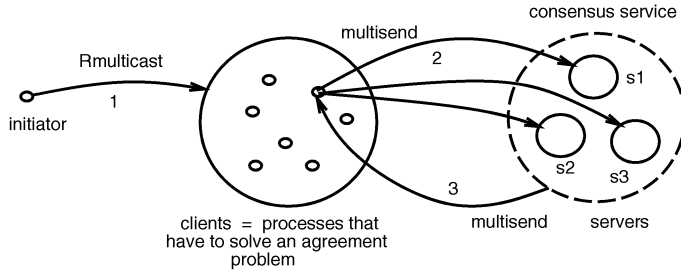 consensus service
multisend
2
Rmulticast
1
s1
initiator
s2
s3
3
clients = processes that
have to solve an agreement
problem
multisend
servers